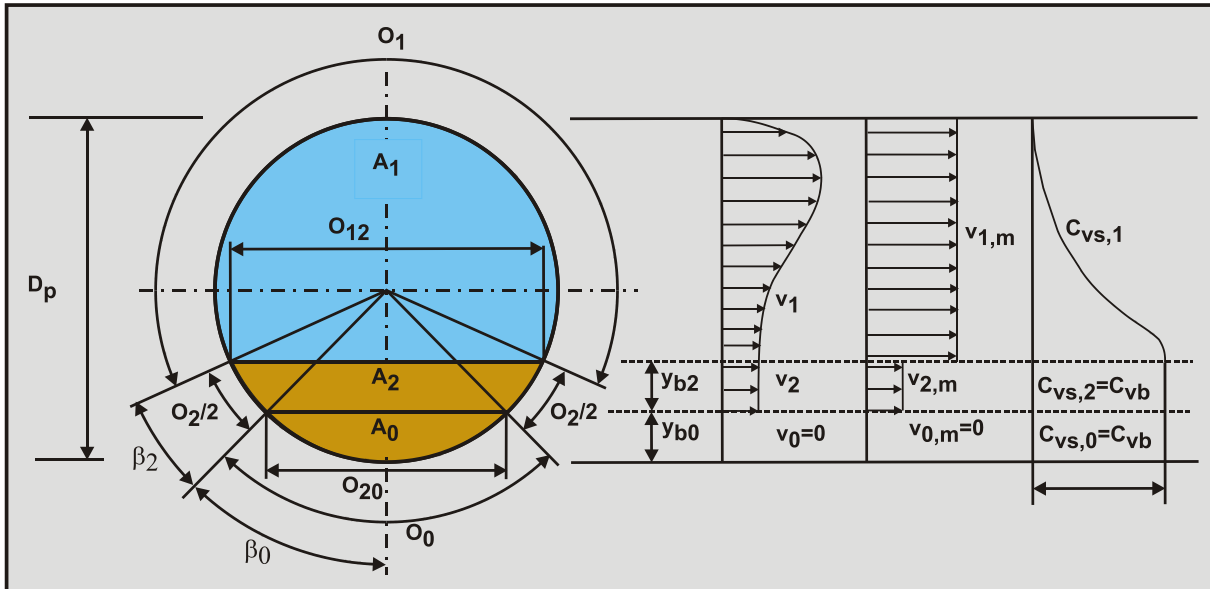 O1
A1
O12
Dp
v1,m
Cvs,1
v1
A2
yb2
v2
v2,m
Cvs,2=Cvb
O2/2
O2/2
A0
yb0
v0=0
v0,m=0
Cvs,0=Cvb
β2
O20
O0
β0